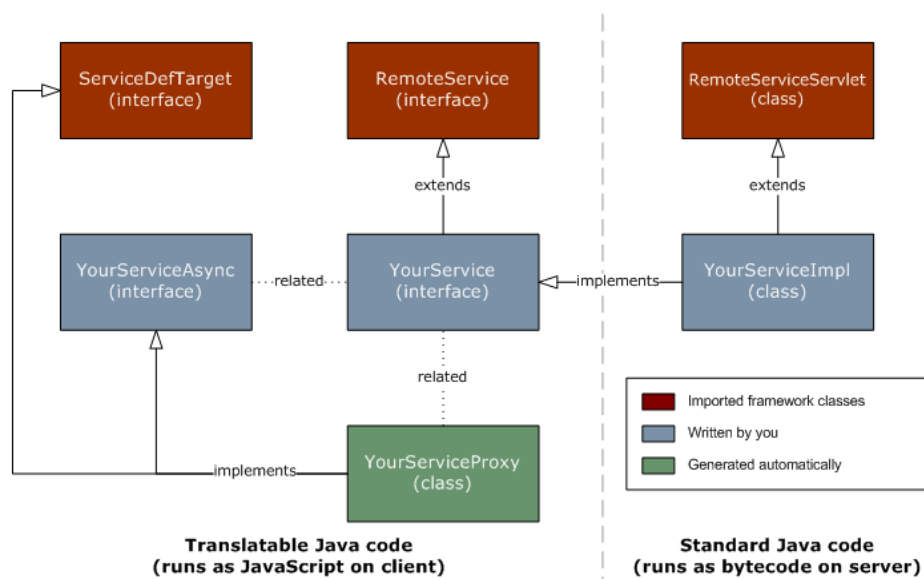 ServiceDefTarget
(interface)
RemoteService
(interface)
RemoteServiceServlet
(class)
extends
extends
YourServiceAsync
(interface)
related
YourService
(interface)
implements
YourServiceImpl
(class)
related
Imported framework classes
Written by you
Generated automatically
implements
YourServiceProxy
(class)
Translatable Java code
(runs as JavaScript on client)
Standard Java code
(runs as bytecode on server)